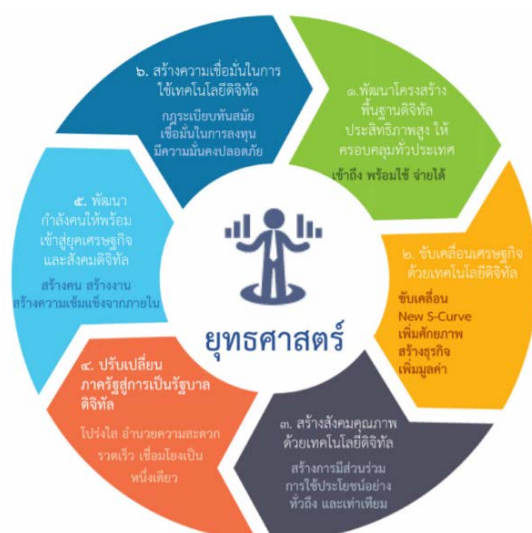 ๑.พัฒนาโครงสร้าง
พื้นฐานดิจิทัล
ประสิทธิภาพสูง ให้
ครอบคลุมทั่วประเทศ
เข้าถึง พร้อมใช้ จ่ายได้
๒. ขับเคลื่อนเศรษฐกิจ
ด้วยเทคโนโลยีดิจิทัล
ขับเคลื่อน
New S-Curve
เพิ่มศักยภาพ
สร้างธุรกิจ
เพิ่มมูลค่า
๓. สร้างสังคมคุณภาพ
ด้วยเทคโนโลยีดิจิทัล
สร้างการมีส่วนร่วม
การใช้ประโยชน์อย่าง
ทั่วถึง และเท่าเทียม
๔. ปรับเปลี่ยน
ภาครัฐสู่การเป็นรัฐบาล
ดิจิทัล
โปร่งใส อำนวยความสะดวก
รวดเร็ว เชื่อมโยงเป็น
หนึ่งเดียว
๕. พัฒนา
กำลังคนให้พร้อม
เข้าสู่ยุคเศรษฐกิจ
และสังคมดิจิทัล
สร้างคน สร้างงาน
สร้างความเข้มแข็งจากภายใน
๖. สร้างความเชื่อมั่นในการ
ใช้เทคโนโลยีดิจิทัล
กฎระเบียบทันสมัย
เชื่อมั่นในการลงทุน
มีความมั่นคงปลอดภัย
ยุทธศาสตร์